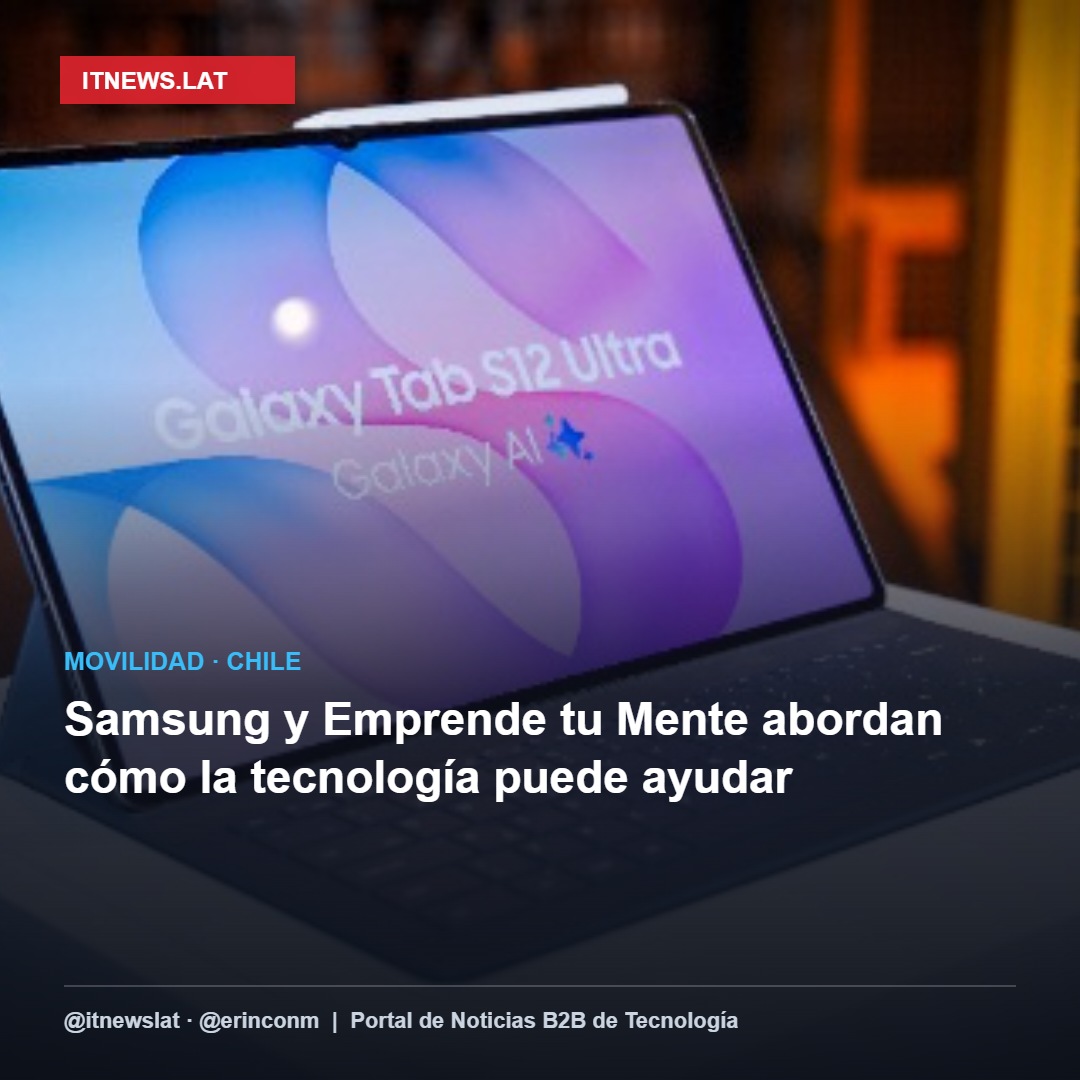 ITNEWS.LAT
Galaxy Tab S12 Ultra
Galaxy AI
MOVILIDAD · CHILE
Samsung y Emprende tu Mente abordan
cómo la tecnología puede ayudar
@itnewslat · @erinconm | Portal de Noticias B2B de Tecnología